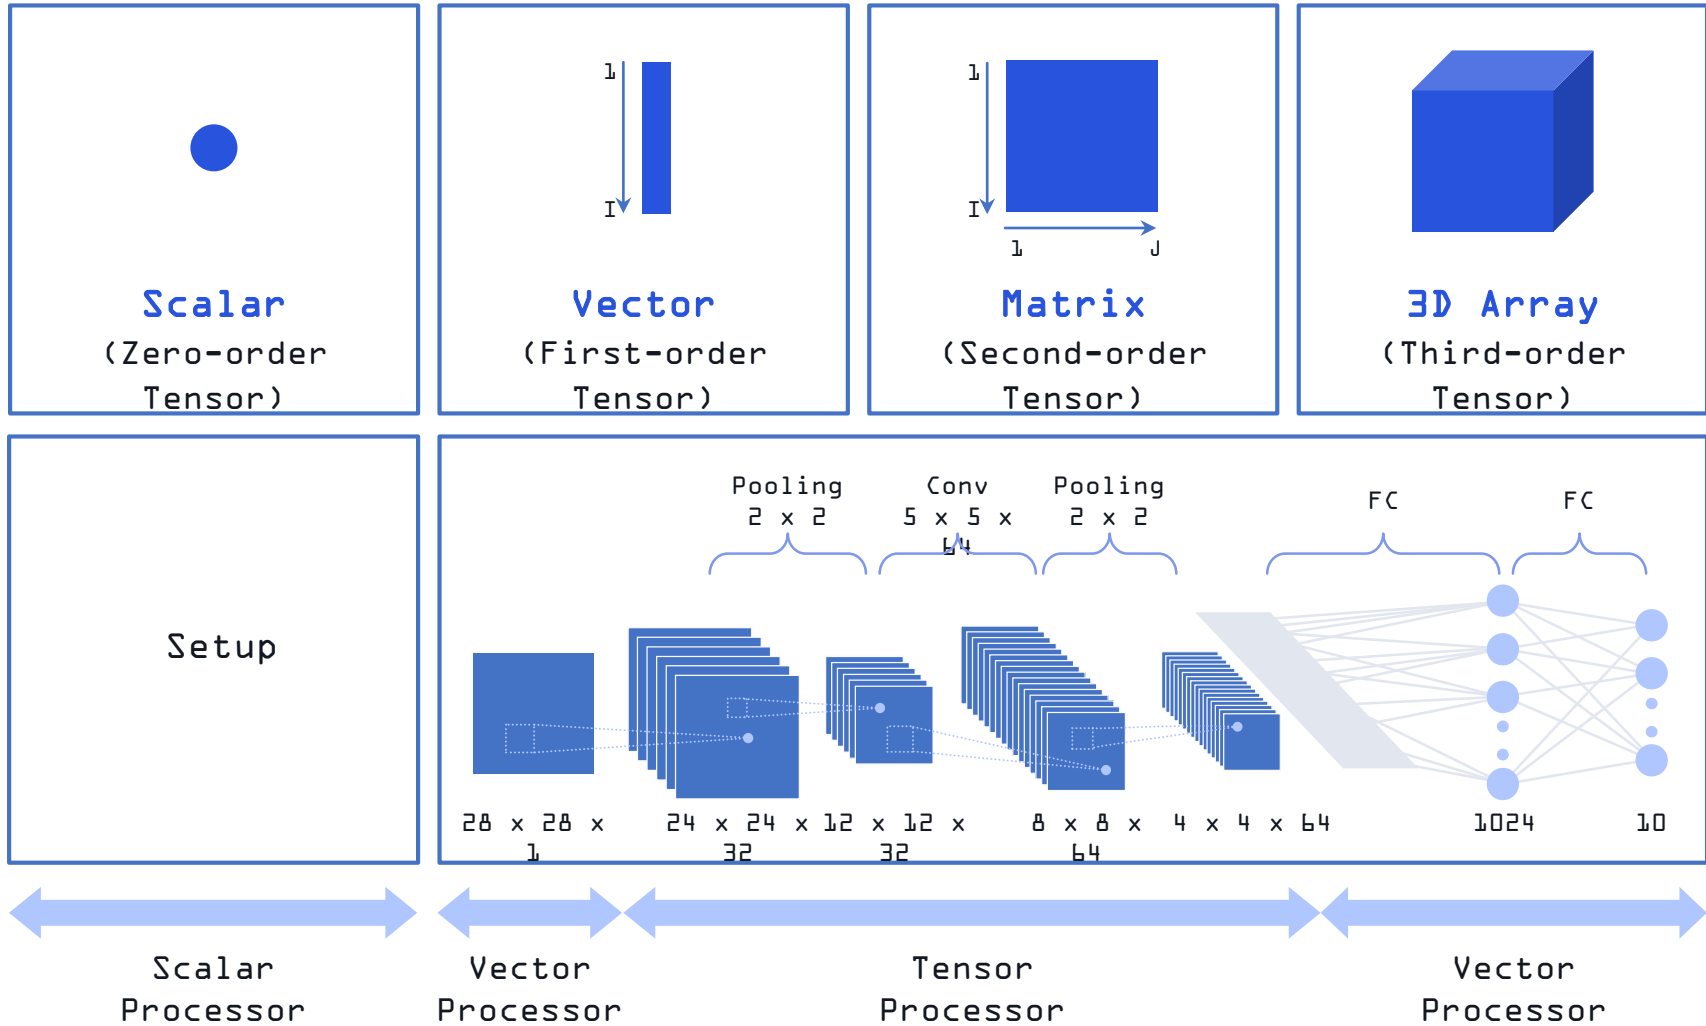 1
I
1
I
1 J
Scalar
(Zero-order
Tensor)
Vector
(First-order
Tensor)
Matrix
(Second-order
Tensor)
3D Array
(Third-order
Tensor)
Setup
Pooling
2 x 2
Conv
5 x 5 x
64
Pooling
2 x 2
FC
FC
28 x 28 x
1
24 x 24 x
32
12 x 12 x
32
8 x 8 x
64
4 x 4 x 64
1024
10
Scalar
Processor
Vector
Processor
Tensor
Processor
Vector
Processor